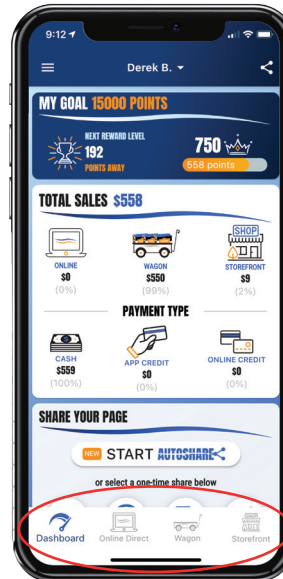 9:12
Derek B.
MY GOAL 15000 POINTS
NEXT REWARD LEVEL
192
POINTS AWAY
750
558 points
TOTAL SALES $558
SHOP
ONLINE
$0
(0%)
WAGON
$550
(99%)
STOREFRONT
$9
(2%)
PAYMENT TYPE
CASH
$559
(100%)
APP CREDIT
$0
(0%)
ONLINE CREDIT
$0
(0%)
SHARE YOUR PAGE
NEW START AUTOSHARE
or select a one-time share below
Dashboard Online Direct Wagon Storefront